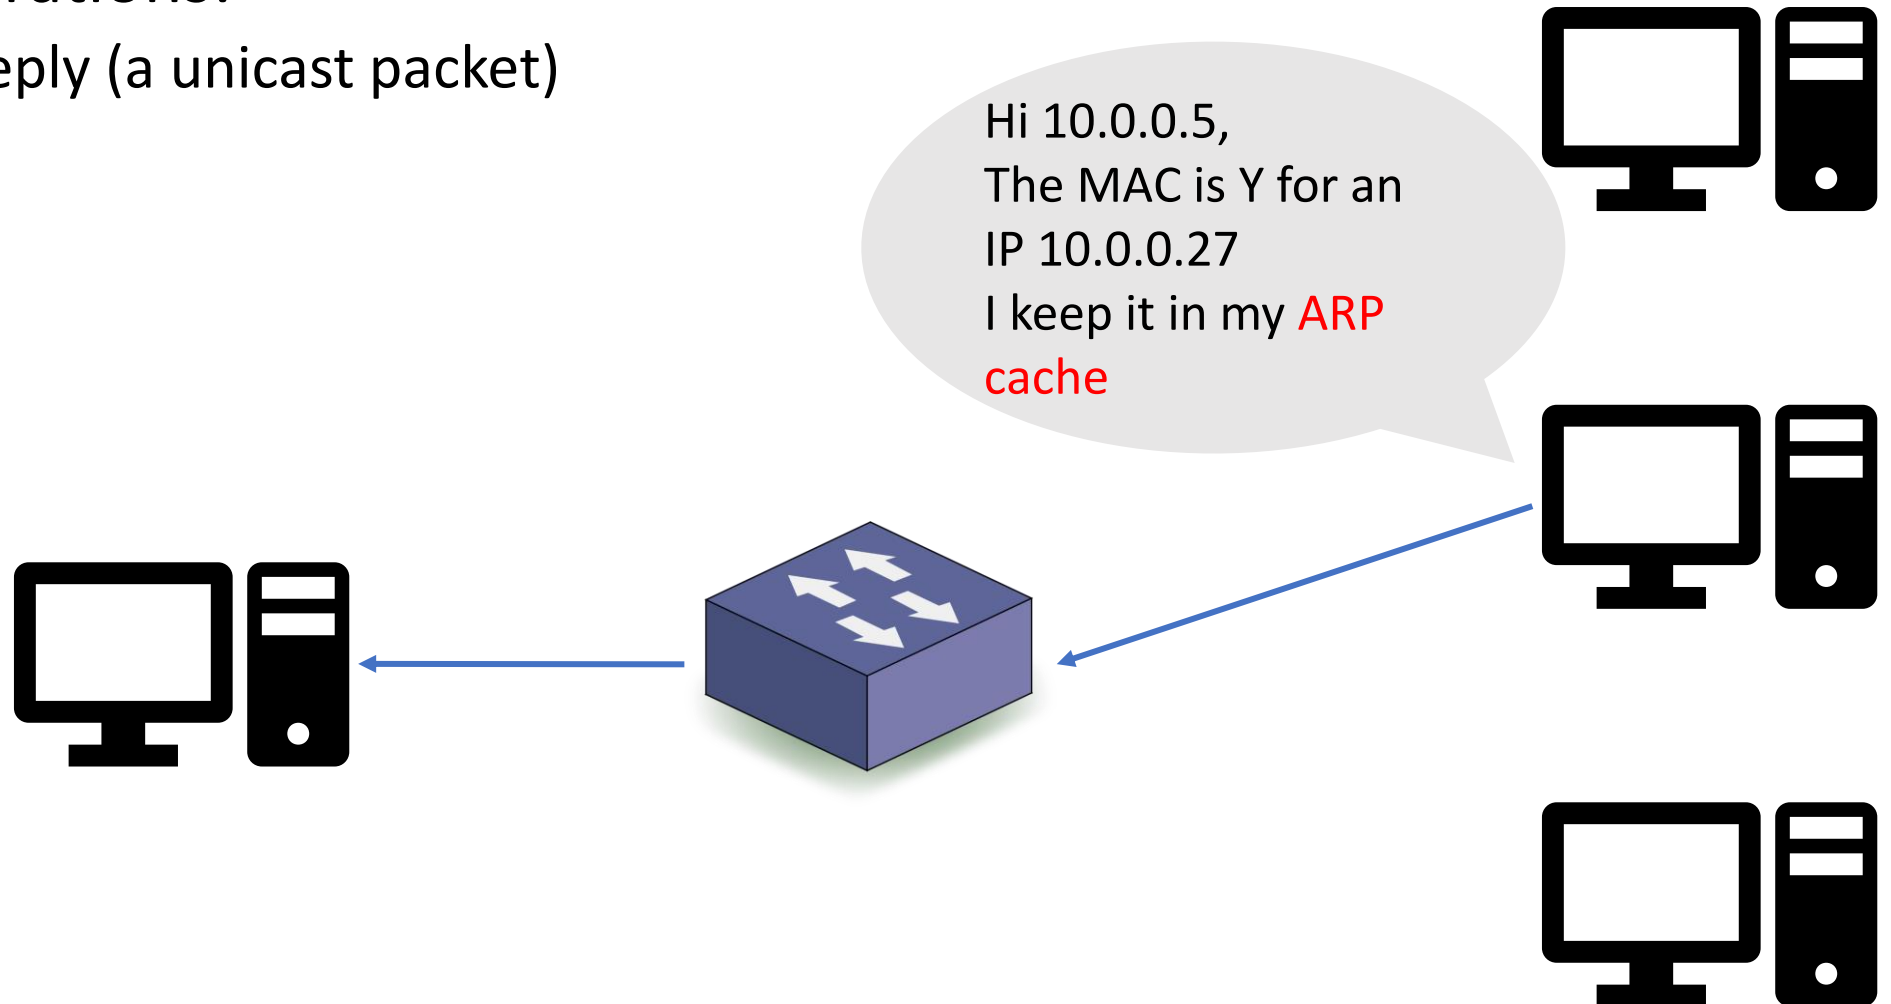 (a unicast packet)
Hi 10.0.0.5,
The MAC is Y for an
IP 10.0.0.27
I keep it in my ARP
cache